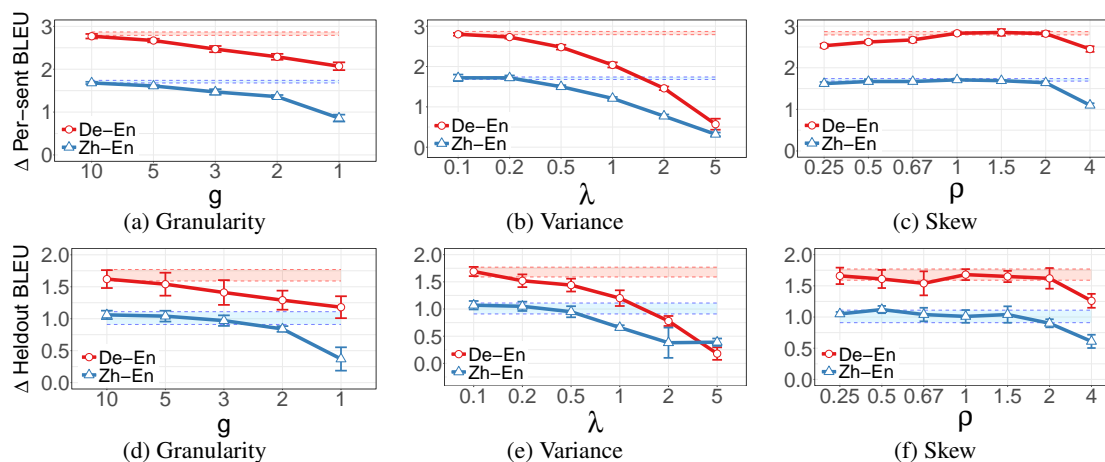 Δ Per-sent BLEU
3
2
1
0
De−En
Zh−En
10 5 3 2 1
g
(a) Granularity
3
2
1
0
De−En
Zh−En
0.1 0.2 0.5 1 2 5
λ
(b) Variance
3
2
1
0
De−En
Zh−En
0.25 0.5 0.67 1 1.5 2 4
ρ
(c) Skew
Δ Heldout BLEU
2.0
1.5
1.0
0.5
0.0
De−En
Zh−En
10 5 3 2 1
g
(d) Granularity
2.0
1.5
1.0
0.5
0.0
De−En
Zh−En
0.1 0.2 0.5 1 2 5
λ
(e) Variance
2.0
1.5
1.0
0.5
0.0
De−En
Zh−En
0.25 0.5 0.67 1 1.5 2 4
ρ
(f) Skew